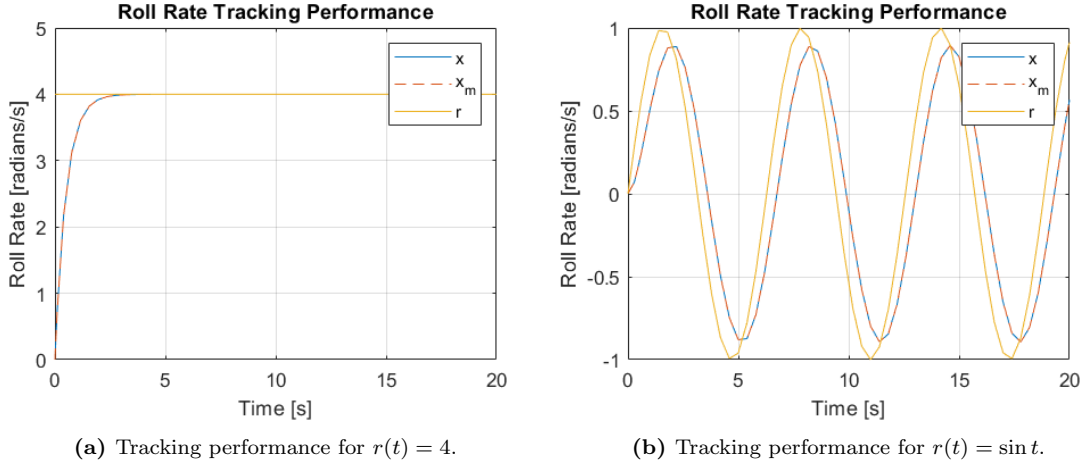 Roll Rate Tracking Performance
5
4
3
2
1
0
Roll Rate [radians/s]
x
x_m
r
0 5 10 15 20
Time [s]
(a) Tracking performance for r(t) = 4.
Roll Rate Tracking Performance
1
0.5
0
-0.5
-1
Roll Rate [radians/s]
x
x_m
r
0 5 10 15 20
Time [s]
(b) Tracking performance for r(t) = sin t.